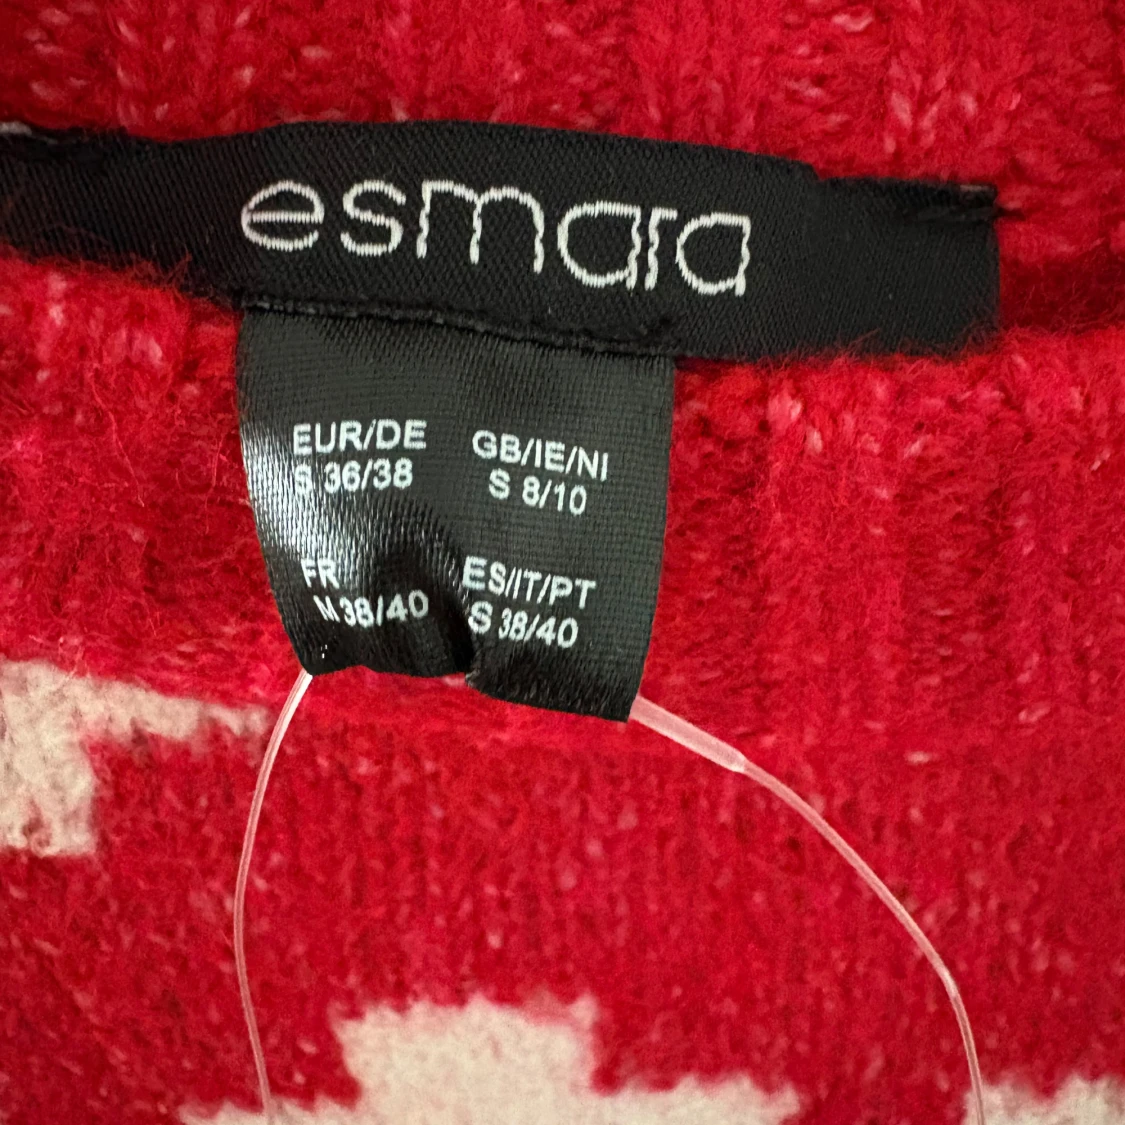 esmara
EUR/DE GB/IE/NI
S 36/38 S 8/10
FR ES/IT/PT
M 38/40 S 38/40